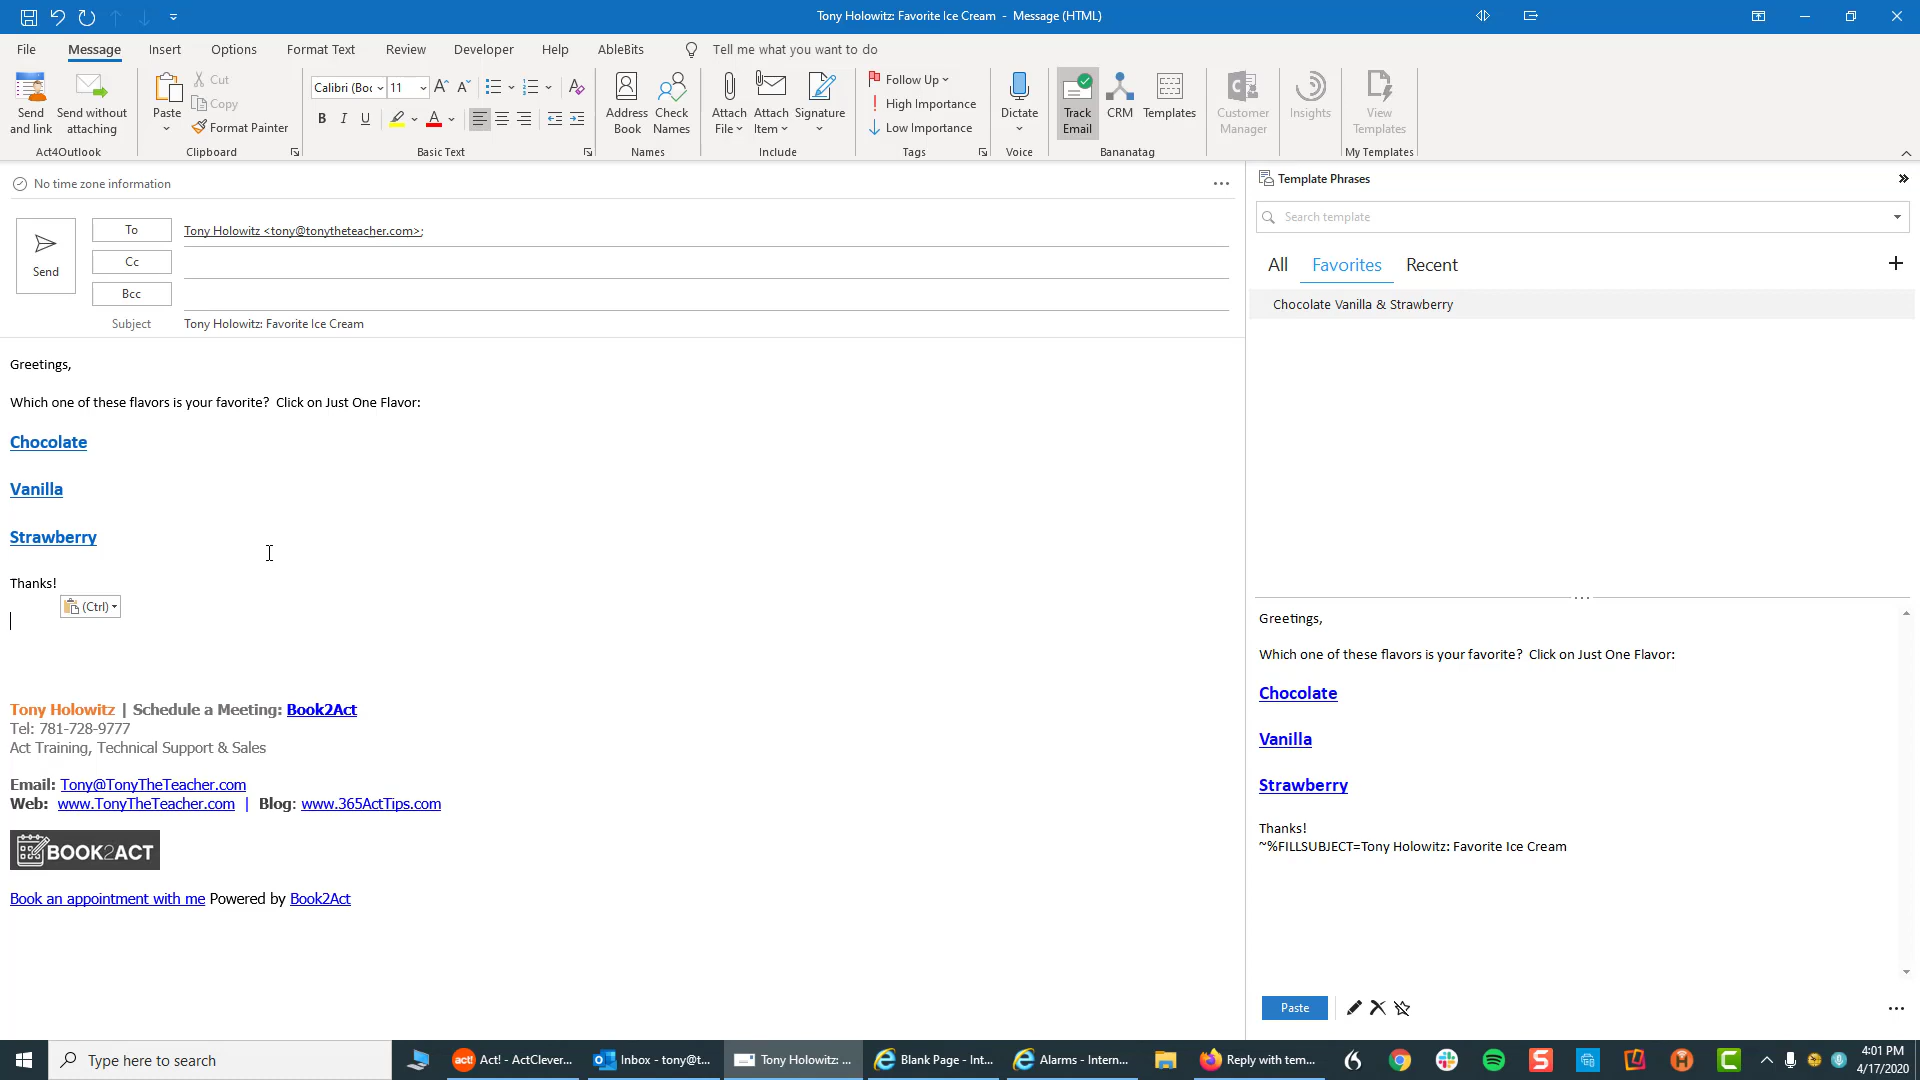 Tony Holowitz: Favorite Ice Cream - Message (HTML)
File Message Insert Options Format Text Review Developer Help AbleBits Tell me what you want to do
Send and link
Send without attaching
Act4Outlook
Paste
Cut
Copy
Format Painter
Clipboard
Calibri (Boc 11
B I U
Basic Text
Address Book
Check Names
Names
Attach File
Attach Item
Signature
Include
Follow Up
High Importance
Low Importance
Tags
Dictate
Voice
Track Email
CRM
Templates
Bananatag
Customer Manager
Insights
View Templates
My Templates
No time zone information
Send
To Tony Holowitz <tony@tonytheteacher.com>;
Cc
Bcc
Subject Tony Holowitz: Favorite Ice Cream
Greetings,
Which one of these flavors is your favorite? Click on Just One Flavor:
Chocolate
Vanilla
Strawberry
Thanks!
(Ctrl)
Tony Holowitz | Schedule a Meeting: Book2Act
Tel: 781-728-9777
Act Training, Technical Support & Sales
Email: Tony@TonyTheTeacher.com
Web: www.TonyTheTeacher.com | Blog: www.365ActTips.com
BOOK2ACT
Book an appointment with me Powered by Book2Act
Template Phrases
Search template
All Favorites Recent
Chocolate Vanilla & Strawberry
Greetings,
Which one of these flavors is your favorite? Click on Just One Flavor:
Chocolate
Vanilla
Strawberry
Thanks!
~%FILLSUBJECT=Tony Holowitz: Favorite Ice Cream
Paste
Type here to search
act! Act! - ActClever...
Inbox - tony@t...
Tony Holowitz: ...
Blank Page - Int...
Alarms - Intern...
Reply with tem...
4:01 PM
4/17/2020